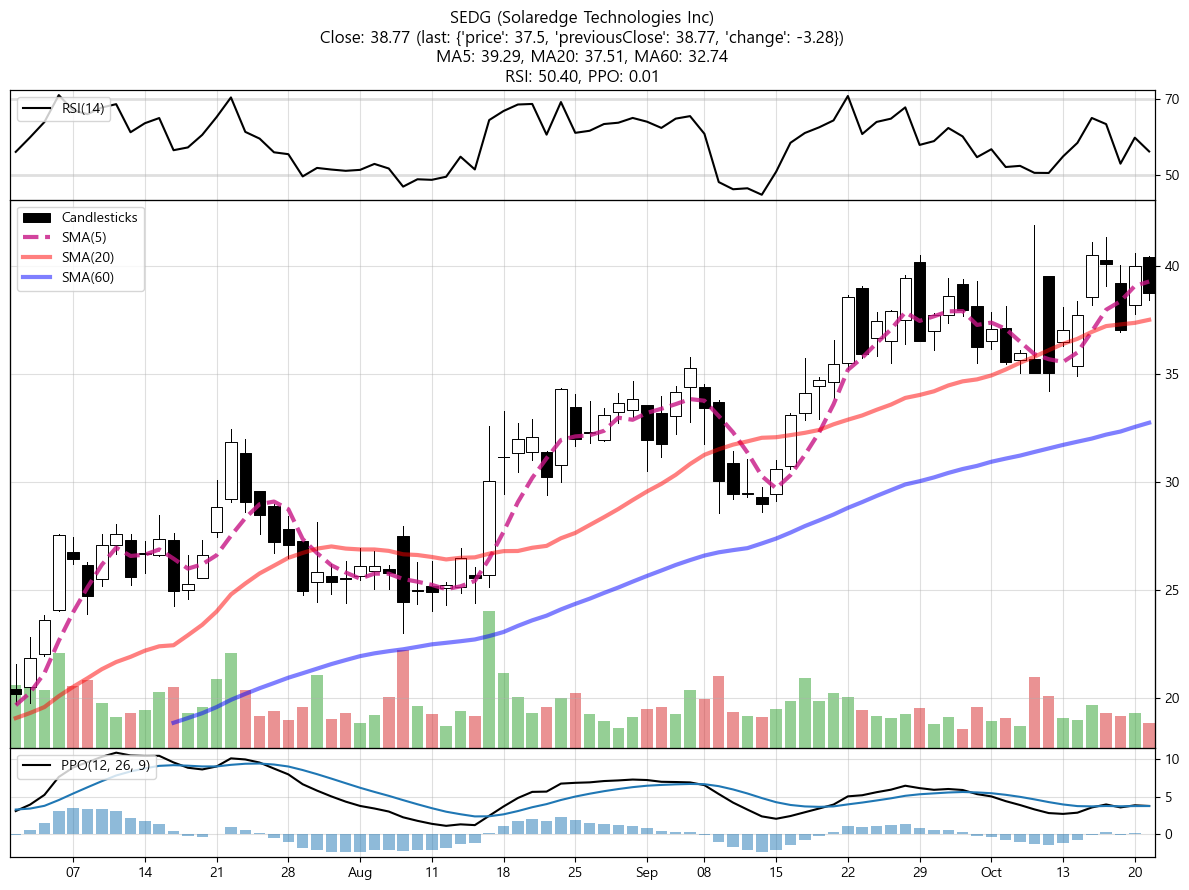 SEDG (Solaredge Technologies Inc)
Close: 38.77 (last: {'price': 37.5, 'previousClose': 38.77, 'change': -3.28})
MA5: 39.29, MA20: 37.51, MA60: 32.74
RSI: 50.40, PPO: 0.01
RSI(14)
70
50
Candlesticks
SMA(5)
SMA(20)
SMA(60)
40
35
30
25
20
PPO(12, 26, 9)
10
5
0
07 14 21 28 Aug 11 18 25 Sep 08 15 22 29 Oct 13 20